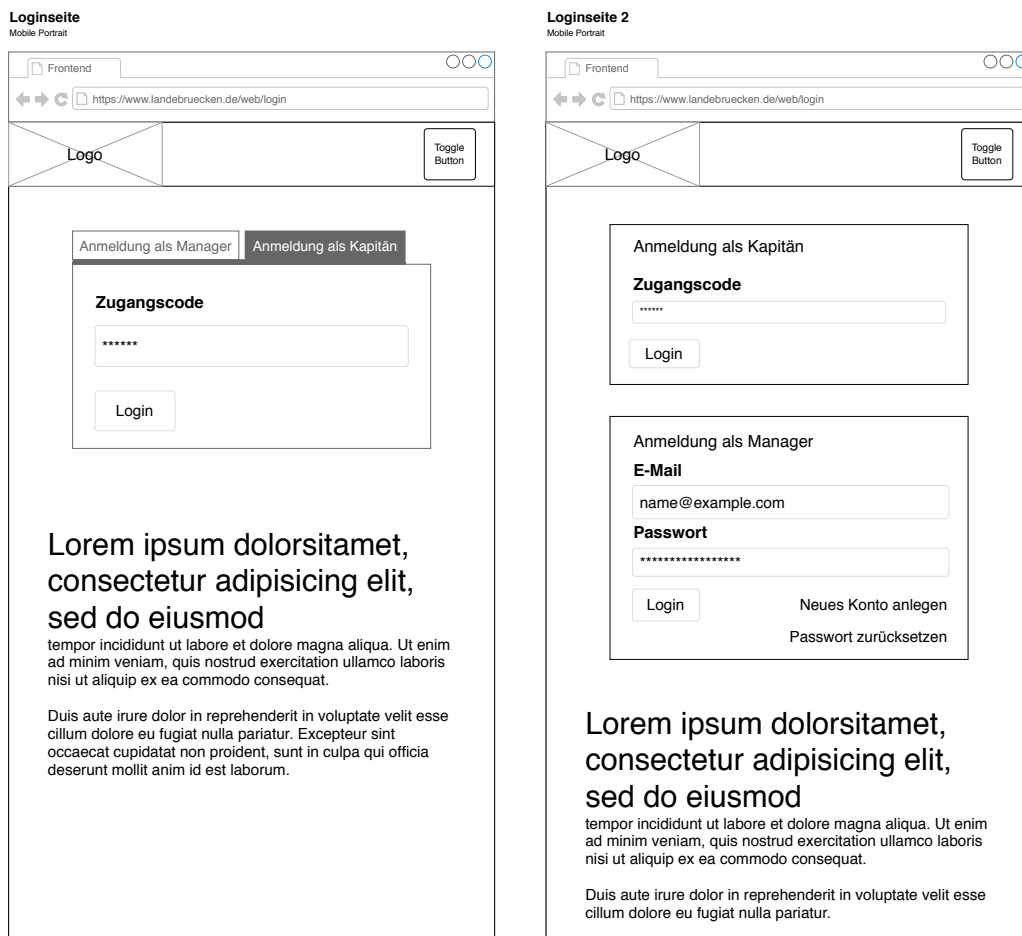 Loginseite
Mobile Portrait
Frontend
https://www.landebruecken.de/web/login
Logo
Toggle
Button
Anmeldung als Manager
Anmeldung als Kapitän
Zugangscode
******
Login
Lorem ipsum dolorsitamet,
consectetur adipisicing elit,
sed do eiusmod
tempor incididunt ut labore et dolore magna aliqua. Ut enim
ad minim veniam, quis nostrud exercitation ullamco laboris
nisi ut aliquip ex ea commodo consequat.
Duis aute irure dolor in reprehenderit in voluptate velit esse
cillum dolore eu fugiat nulla pariatur. Excepteur sint
occaecat cupidatat non proident, sunt in culpa qui officia
deserunt mollit anim id est laborum.
Loginseite 2
Mobile Portrait
Frontend
https://www.landebruecken.de/web/login
Logo
Toggle
Button
Anmeldung als Kapitän
Zugangscode
******
Login
Anmeldung als Manager
E-Mail
name@example.com
Passwort
*****************
Login
Neues Konto anlegen
Passwort zurücksetzen
Lorem ipsum dolorsitamet,
consectetur adipisicing elit,
sed do eiusmod
tempor incididunt ut labore et dolore magna aliqua. Ut enim
ad minim veniam, quis nostrud exercitation ullamco laboris
nisi ut aliquip ex ea commodo consequat.
Duis aute irure dolor in reprehenderit in voluptate velit esse
cillum dolore eu fugiat nulla pariatur.